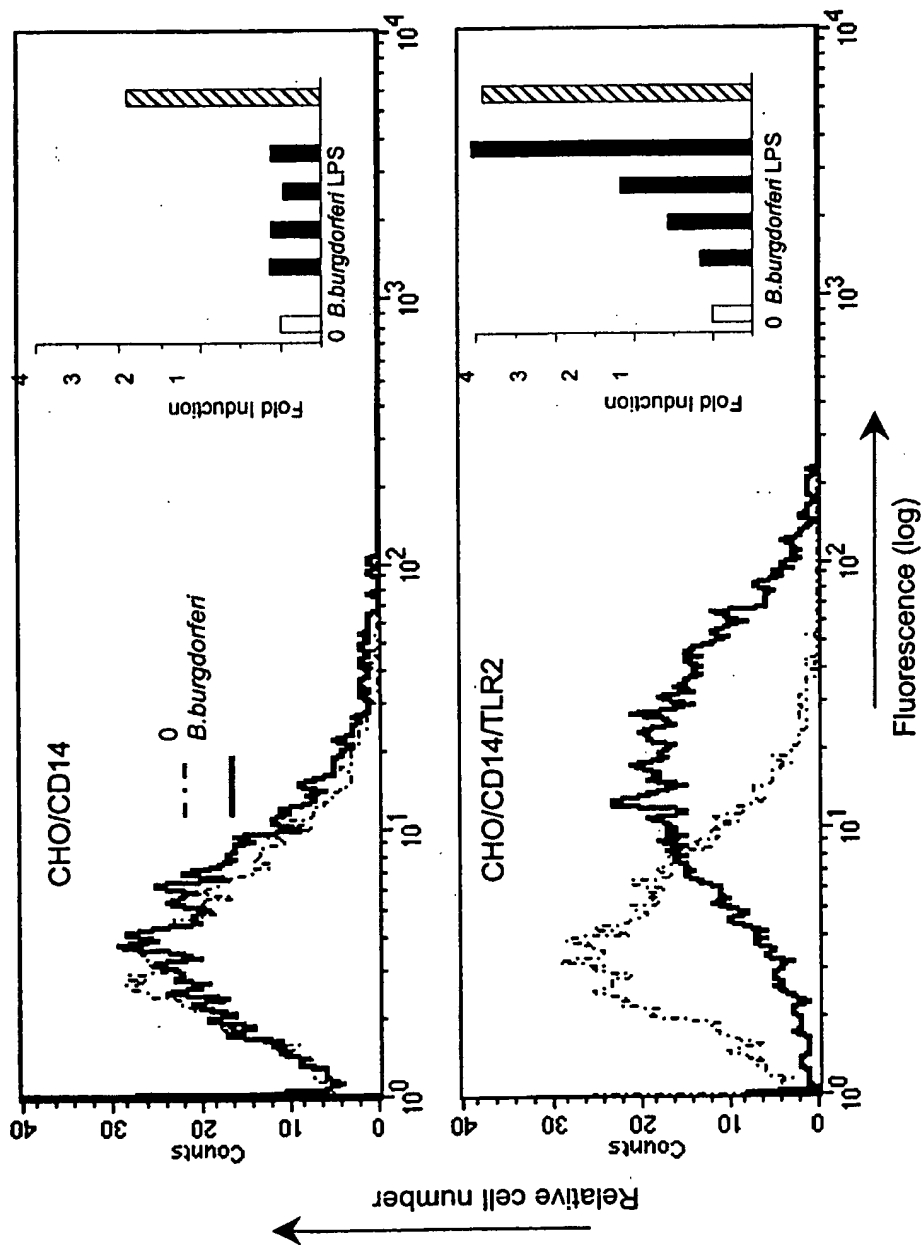 CHO/CD14
0
B.burgdorferi
Counts
40
30
20
10
0
10^0
10^1
10^2
10^3
10^4
Fold Induction
4
3
2
1
0 B.burgdorferi LPS
CHO/CD14/TLR2
Counts
40
30
20
10
0
10^0
10^1
10^2
10^3
10^4
Fold Induction
4
3
2
1
0 B.burgdorferi LPS
Relative cell number
Fluorescence (log)